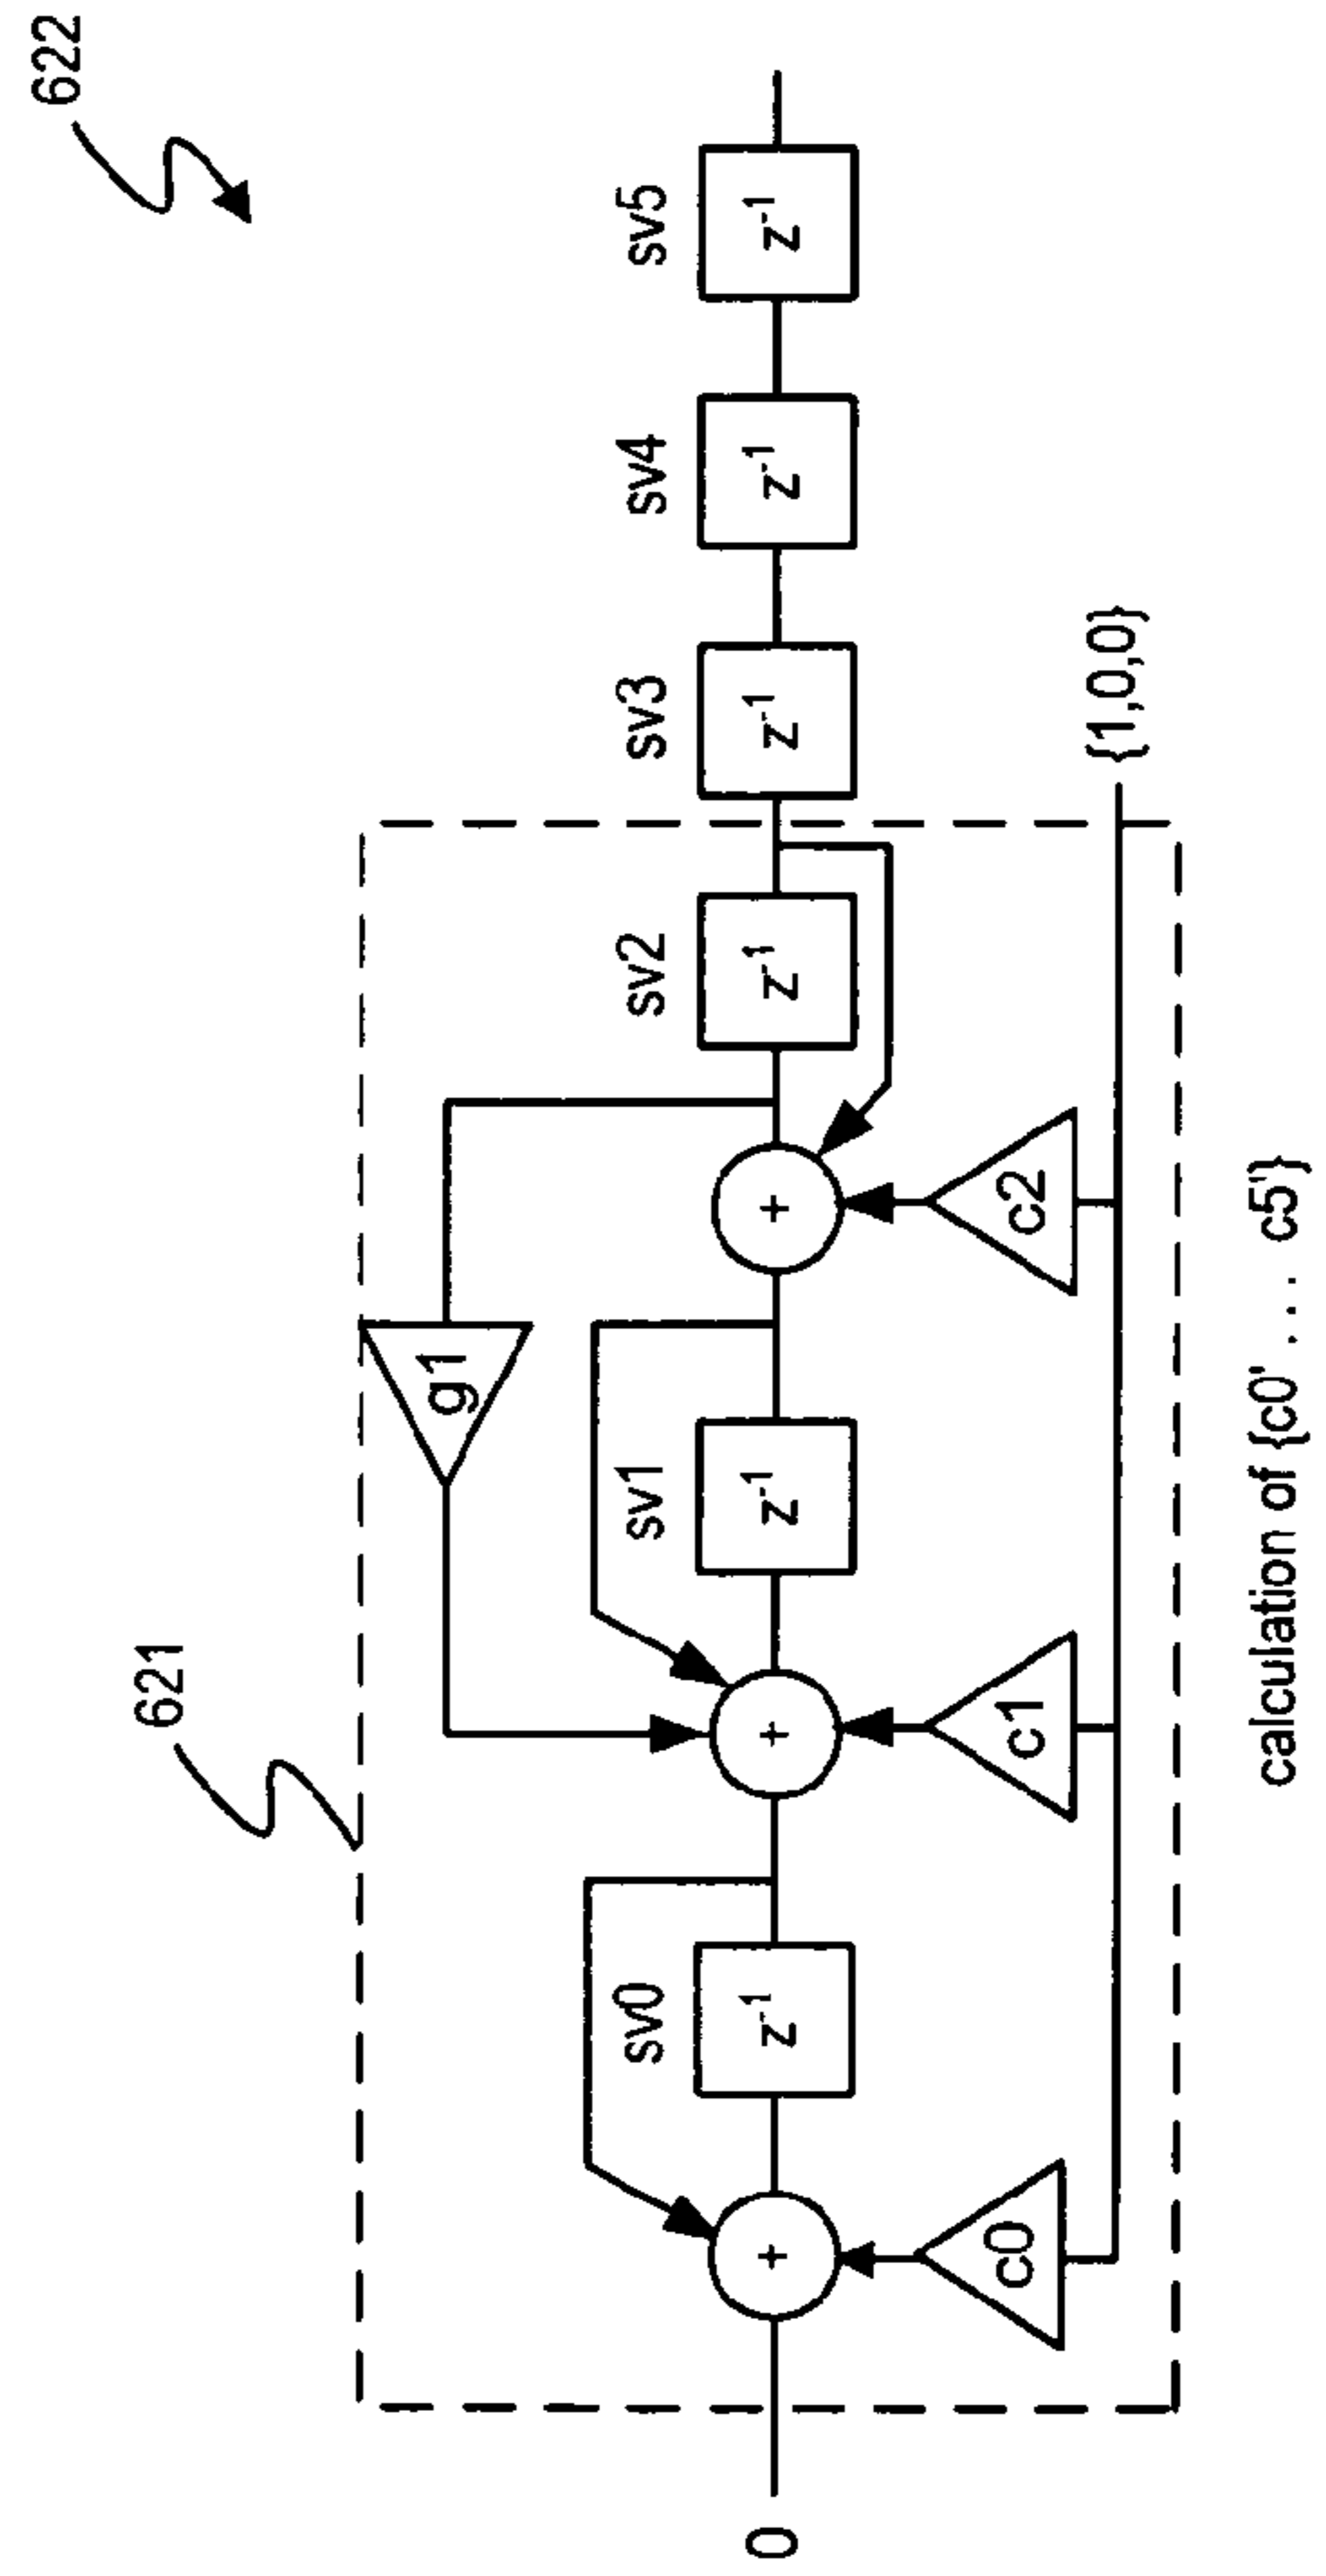 622
621
g1
sv0
sv1
sv2
sv3
sv4
sv5
0
+
z⁻¹
+
z⁻¹
+
z⁻¹
z⁻¹
z⁻¹
z⁻¹
c0
c1
c2
{1,0,0}
calculation of {c0' . . . c5'}